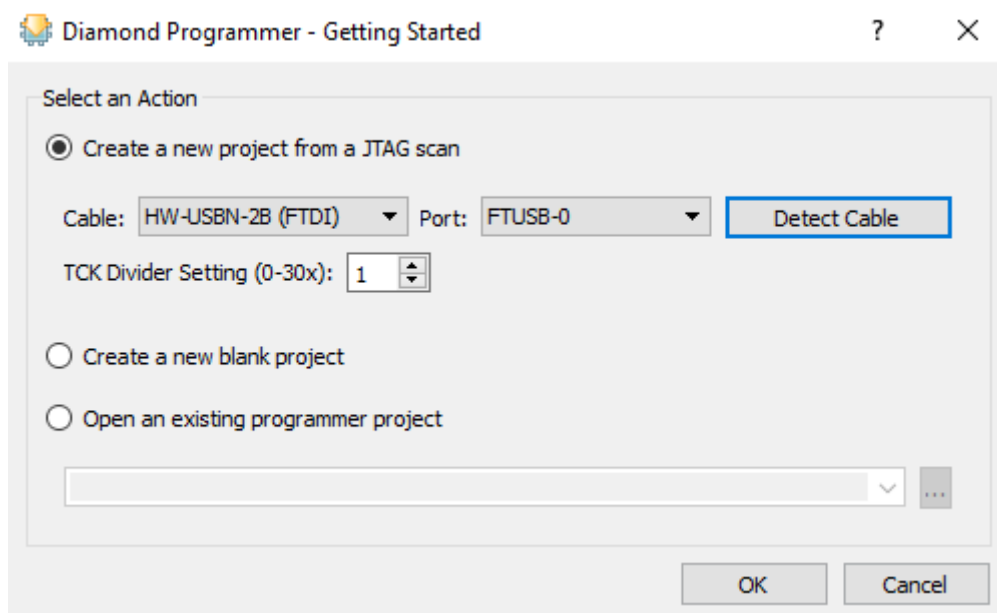 Diamond Programmer - Getting Started ?
Select an Action
Create a new project from a JTAG scan
Cable: HW-USBN-2B (FTDI) Port: FTUSB-0 Detect Cable
TCK Divider Setting (0-30x): 1
Create a new blank project
Open an existing programmer project
...
OK Cancel